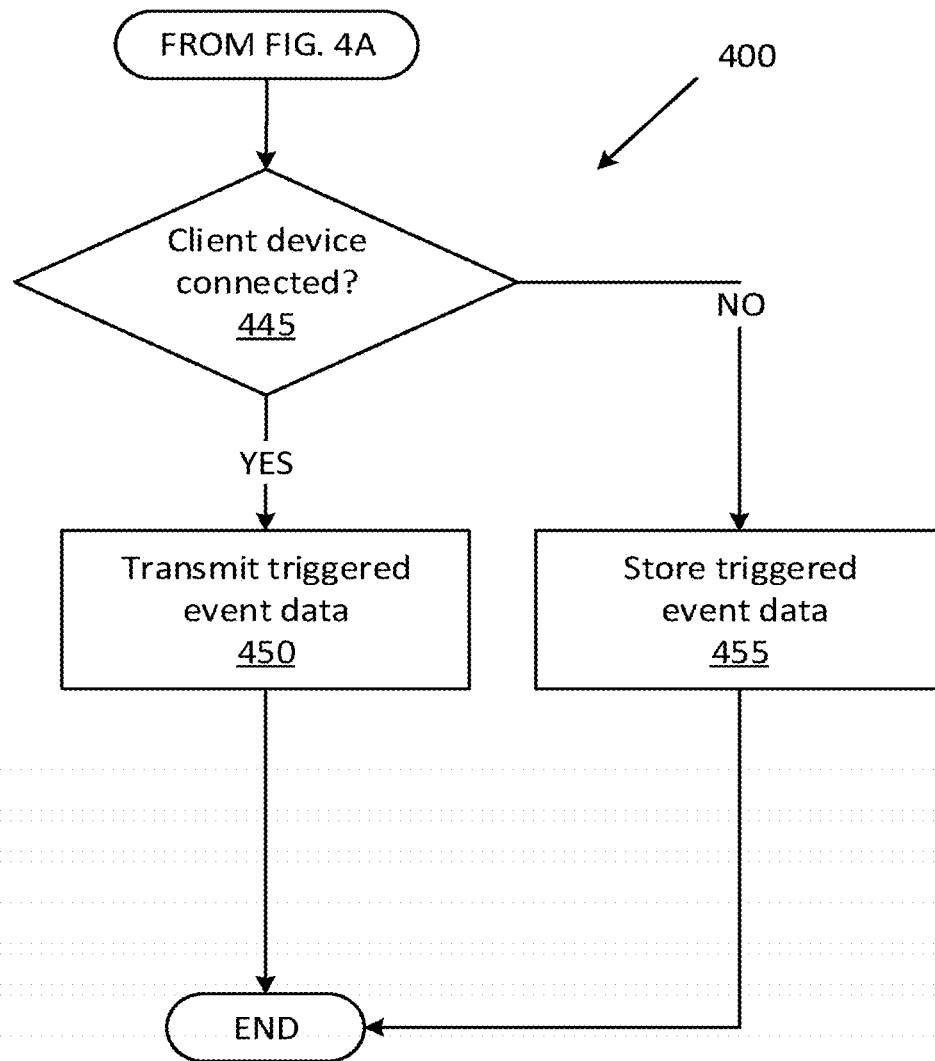 FROM FIG. 4A
400
Client device
connected?
445
NO
YES
Transmit triggered
event data
450
Store triggered
event data
455
END